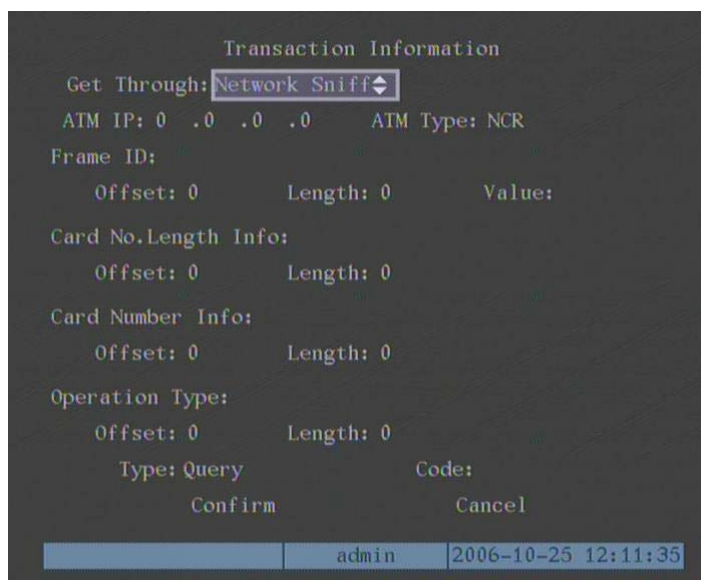 Transaction Information
Get Through: Network Sniff
ATM IP: 0 .0 .0 .0 ATM Type: NCR
Frame ID:
Offset: 0 Length: 0 Value:
Card No.Length Info:
Offset: 0 Length: 0
Card Number Info:
Offset: 0 Length: 0
Operation Type:
Offset: 0 Length: 0
Type: Query Code:
Confirm Cancel
admin 2006-10-25 12:11:35